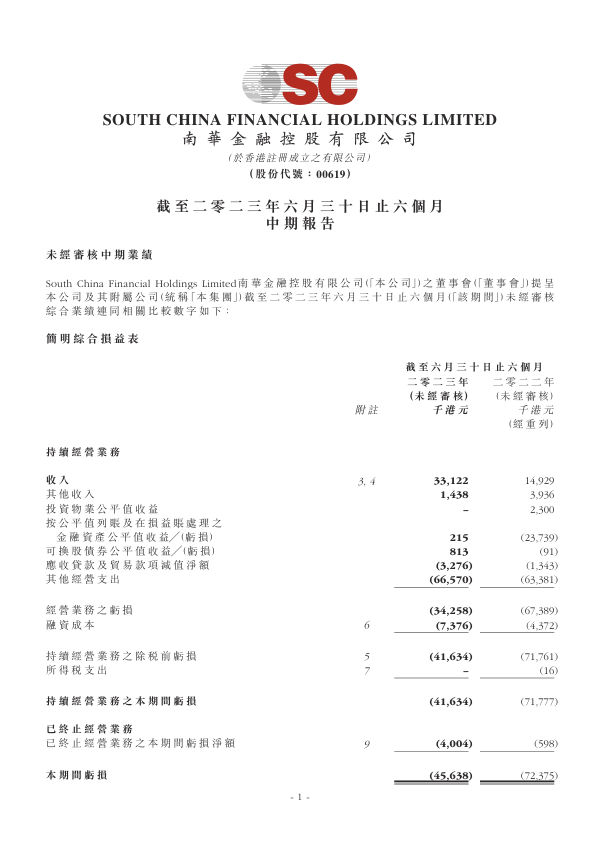 SC
SOUTH CHINA FINANCIAL HOLDINGS LIMITED
南華金融控股有限公司
(於香港註冊成立之有限公司)
(股份代號：00619)
截至二零二三年六月三十日止六個月
中期報告
未經審核中期業績
South China Financial Holdings Limited南華金融控股有限公司(「本公司」)之董事會(「董事會」)提呈
本公司及其附屬公司(統稱「本集團」)截至二零二三年六月三十日止六個月(「該期間」)未經審核
綜合業績連同相關比較數字如下：
簡明綜合損益表
截至六月三十日止六個月
二零二三年 二零二二年
(未經審核) (未經審核)
附註 千港元 千港元
(經重列)
持續經營業務
收入 3, 4 33,122 14,929
其他收入 1,438 3,936
投資物業公平值收益 – 2,300
按公平值列賬及在損益賬處理之
金融資產公平值收益╱(虧損) 215 (23,739)
可換股債券公平值收益╱(虧損) 813 (91)
應收貸款及貿易款項減值淨額 (3,276) (1,343)
其他經營支出 (66,570) (63,381)
經營業務之虧損 (34,258) (67,389)
融資成本 6 (7,376) (4,372)
持續經營業務之除稅前虧損 5 (41,634) (71,761)
所得稅支出 7 – (16)
持續經營業務之本期間虧損 (41,634) (71,777)
已終止經營業務
已終止經營業務之本期間虧損淨額 9 (4,004) (598)
本期間虧損 (45,638) (72,375)
- 1 -